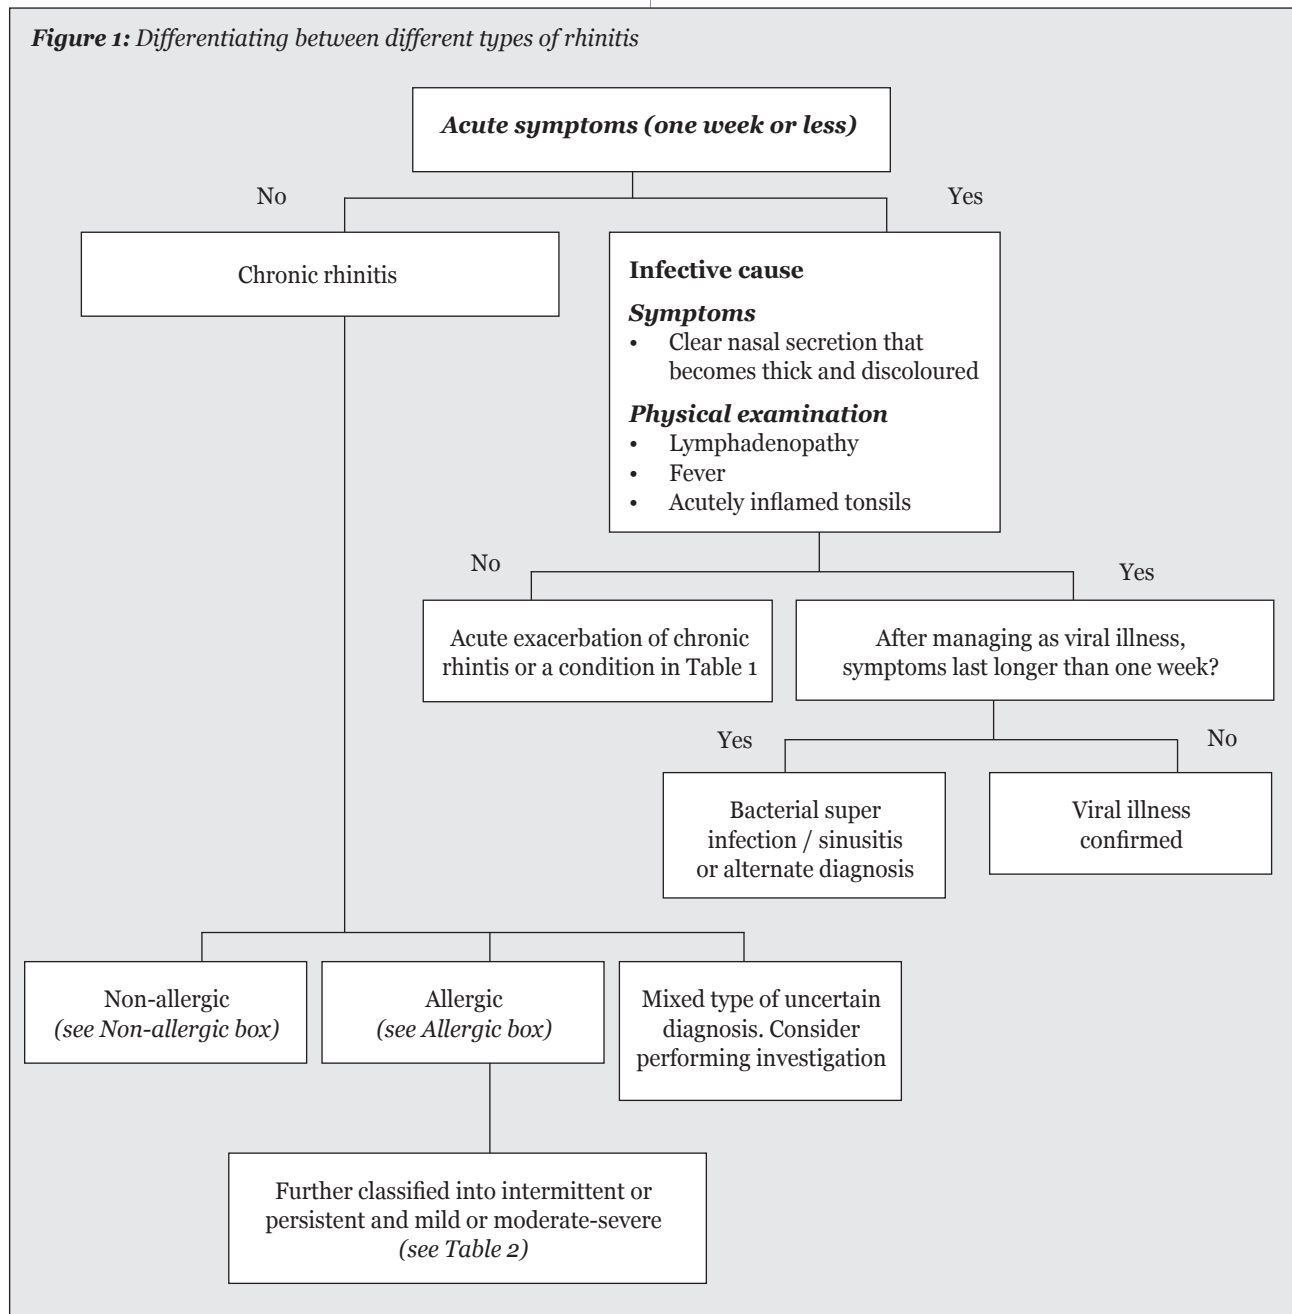 Figure 1: Differentiating between different types of rhinitis
Acute symptoms (one week or less)
No
Yes
Chronic rhinitis
Infective cause
Symptoms
• Clear nasal secretion that
becomes thick and discoloured
Physical examination
• Lymphadenopathy
• Fever
• Acutely inflamed tonsils
No
Yes
Acute exacerbation of chronic
rhintis or a condition in Table 1
After managing as viral illness,
symptoms last longer than one week?
Yes
No
Bacterial super
infection / sinusitis
or alternate diagnosis
Viral illness
confirmed
Non-allergic
(see Non-allergic box)
Allergic
(see Allergic box)
Mixed type of uncertain
diagnosis. Consider
performing investigation
Further classified into intermittent or
persistent and mild or moderate-severe
(see Table 2)